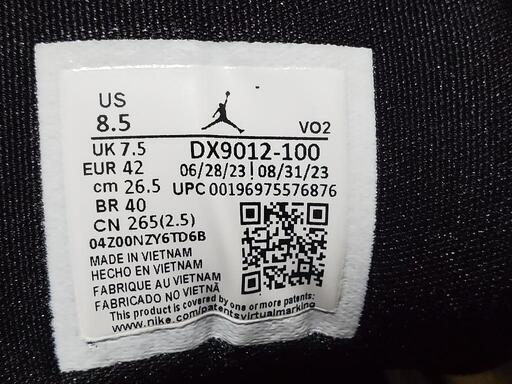 US
8.5
VO2
UK 7.5
DX9012-100
EUR 42
06/28/23 | 08/31/23
cm 26.5
UPC 00196975576876
BR 40
CN 265(2.5)
04Z00NZY6TD6B
MADE IN VIETNAM
HECHO EN VIETNAM
FABRIQUE AU VIETNAM
FABRICADO NO VIETNÃ
This product is covered by one or more patents:
www.nike.com/patentsvirtualmarking